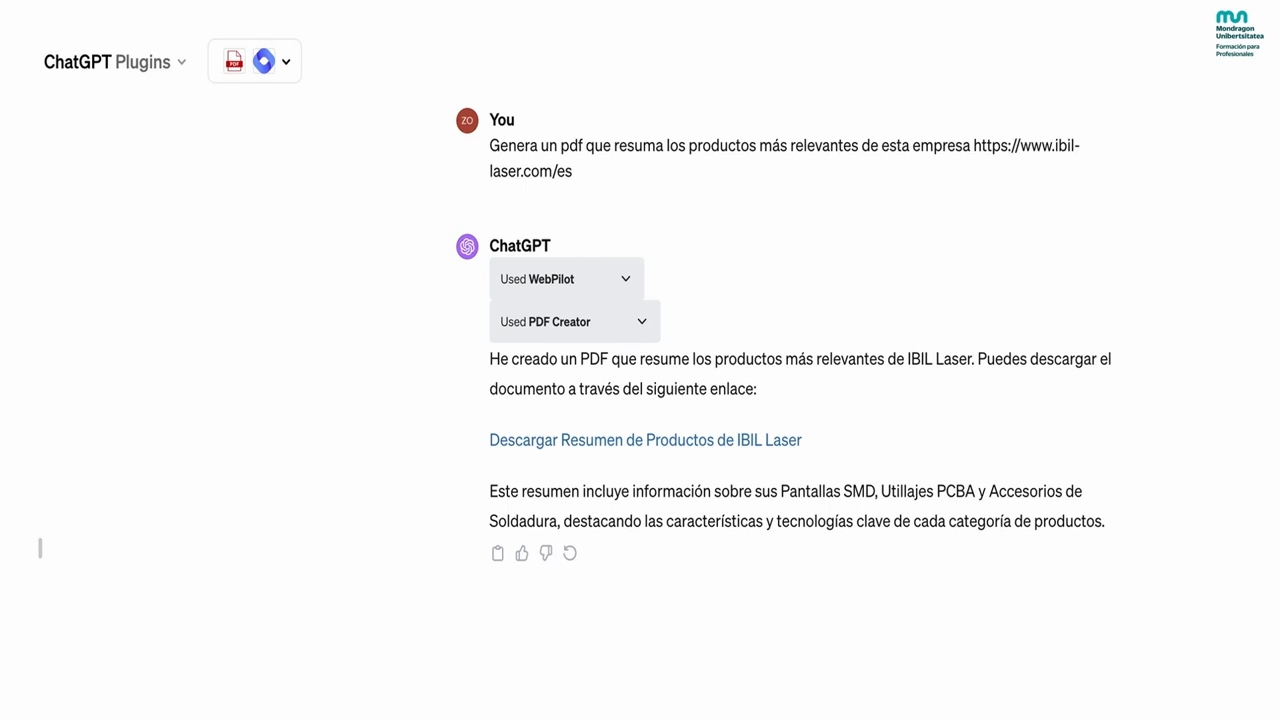 Mondragon
Unibertsitatea
Formación para
Profesionales
ChatGPT Plugins
PDF
ZO
You
Genera un pdf que resuma los productos más relevantes de esta empresa https://www.ibil-
laser.com/es
ChatGPT
Used WebPilot
Used PDF Creator
He creado un PDF que resume los productos más relevantes de IBIL Laser. Puedes descargar el
documento a través del siguiente enlace:
Descargar Resumen de Productos de IBIL Laser
Este resumen incluye información sobre sus Pantallas SMD, Utillajes PCBA y Accesorios de
Soldadura, destacando las características y tecnologías clave de cada categoría de productos.